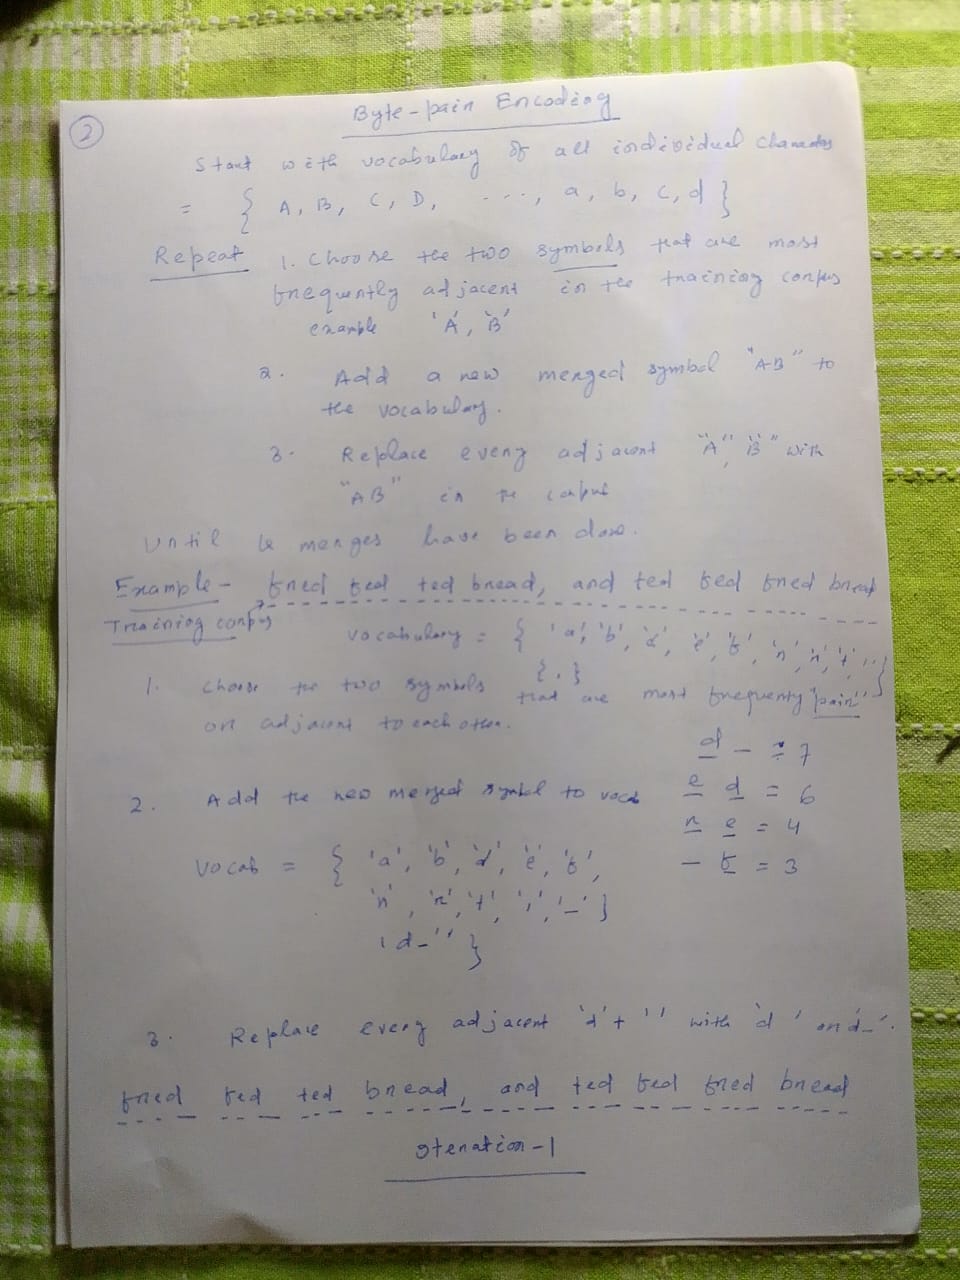 2
Byte-pain Encoding
Start with vocabulary of all individual characters
= { A, B, C, D, ...., a, b, c, d }
Repeat 1. Choose the two symbols that are most
frequently adjacent in the training corpus
example 'A', 'B'
2. Add a new merged symbol "AB" to
the vocabulary.
3. Replace every adjacent "A", "B" with
"AB" in the corpus
Until k merges have been done.
Example - fred fed ted bread, and ted fed fred bread
Training corpus vocabulary = { 'a', 'b', 'd', 'e', 'f', 'n', 'r', 't', ',' }
{ . }
1. Choose the two symbols that are most frequenty "pair"
or adjacent to each other.
d _ = 7
2. Add the new merged symbol to vocab e d = 6
r e = 4
Vocab = { 'a', 'b', 'd', 'e', 'f', _ f = 3
'n', 'r', 't', ',', '_' }
'd_'' }
3. Replace every adjacent 'd'+ '' with 'd ' or 'd_'.
fred fed ted bread, and ted fed fred bread
Iteration-1